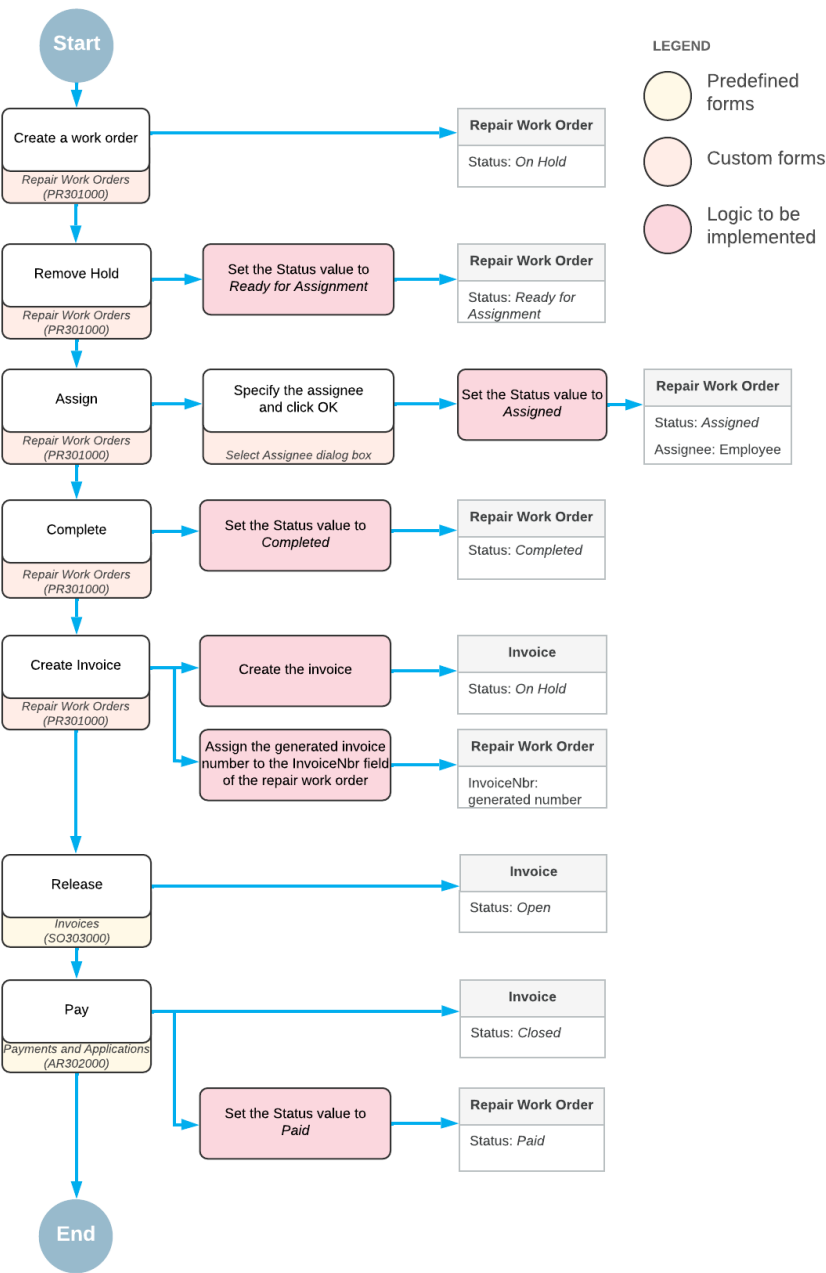 Start
LEGEND
Predefined
forms
Custom forms
Logic to be
implemented
Create a work order
Repair Work Orders
(PR301000)
Repair Work Order
Status: On Hold
Remove Hold
Repair Work Orders
(PR301000)
Set the Status value to
Ready for Assignment
Repair Work Order
Status: Ready for
Assignment
Assign
Repair Work Orders
(PR301000)
Specify the assignee
and click OK
Select Assignee dialog box
Set the Status value to
Assigned
Repair Work Order
Status: Assigned
Assignee: Employee
Complete
Repair Work Orders
(PR301000)
Set the Status value to
Completed
Repair Work Order
Status: Completed
Create Invoice
Repair Work Orders
(PR301000)
Create the invoice
Invoice
Status: On Hold
Assign the generated invoice
number to the InvoiceNbr field
of the repair work order
Repair Work Order
InvoiceNbr:
generated number
Release
Invoices
(SO303000)
Invoice
Status: Open
Pay
Payments and Applications
(AR302000)
Invoice
Status: Closed
Set the Status value to
Paid
Repair Work Order
Status: Paid
End